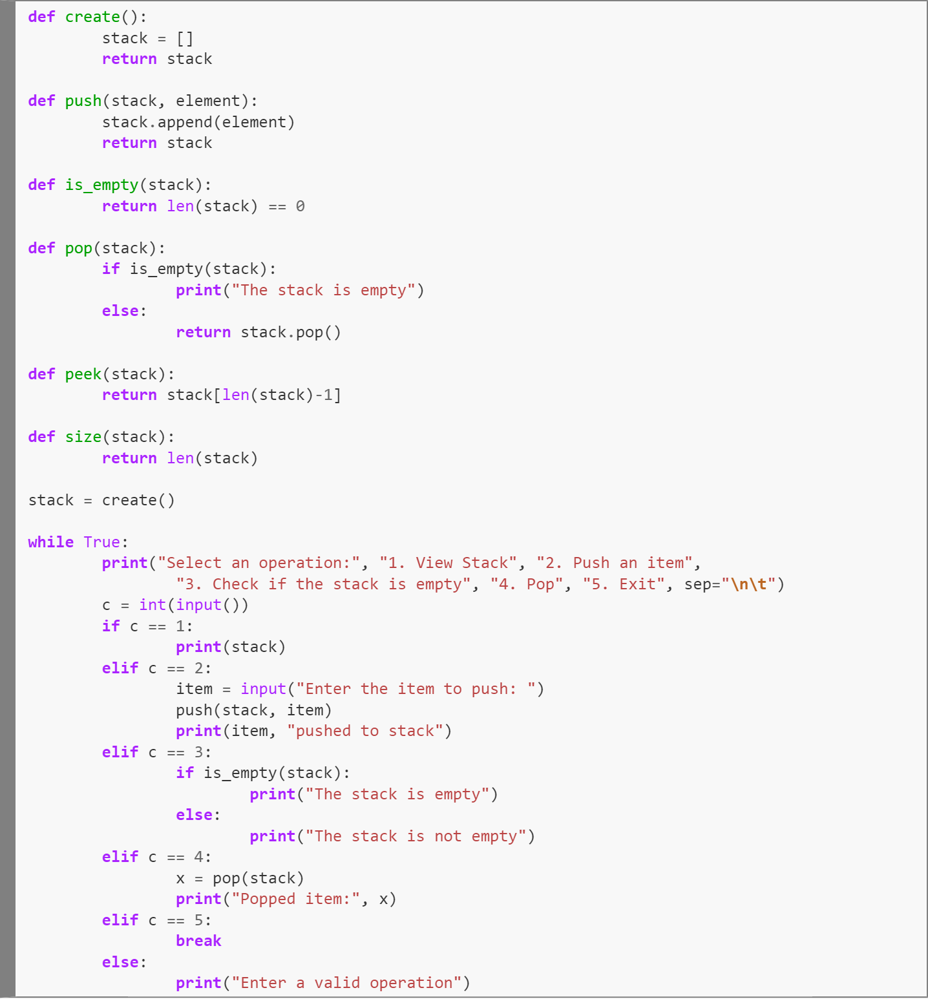 def create():
        stack = []
        return stack

def push(stack, element):
        stack.append(element)
        return stack

def is_empty(stack):
        return len(stack) == 0

def pop(stack):
        if is_empty(stack):
                print("The stack is empty")
        else:
                return stack.pop()

def peek(stack):
        return stack[len(stack)-1]

def size(stack):
        return len(stack)

stack = create()

while True:
        print("Select an operation:", "1. View Stack", "2. Push an item",
                "3. Check if the stack is empty", "4. Pop", "5. Exit", sep="\n\t")
        c = int(input())
        if c == 1:
                print(stack)
        elif c == 2:
                item = input("Enter the item to push: ")
                push(stack, item)
                print(item, "pushed to stack")
        elif c == 3:
                if is_empty(stack):
                        print("The stack is empty")
                else:
                        print("The stack is not empty")
        elif c == 4:
                x = pop(stack)
                print("Popped item:", x)
        elif c == 5:
                break
        else:
                print("Enter a valid operation")